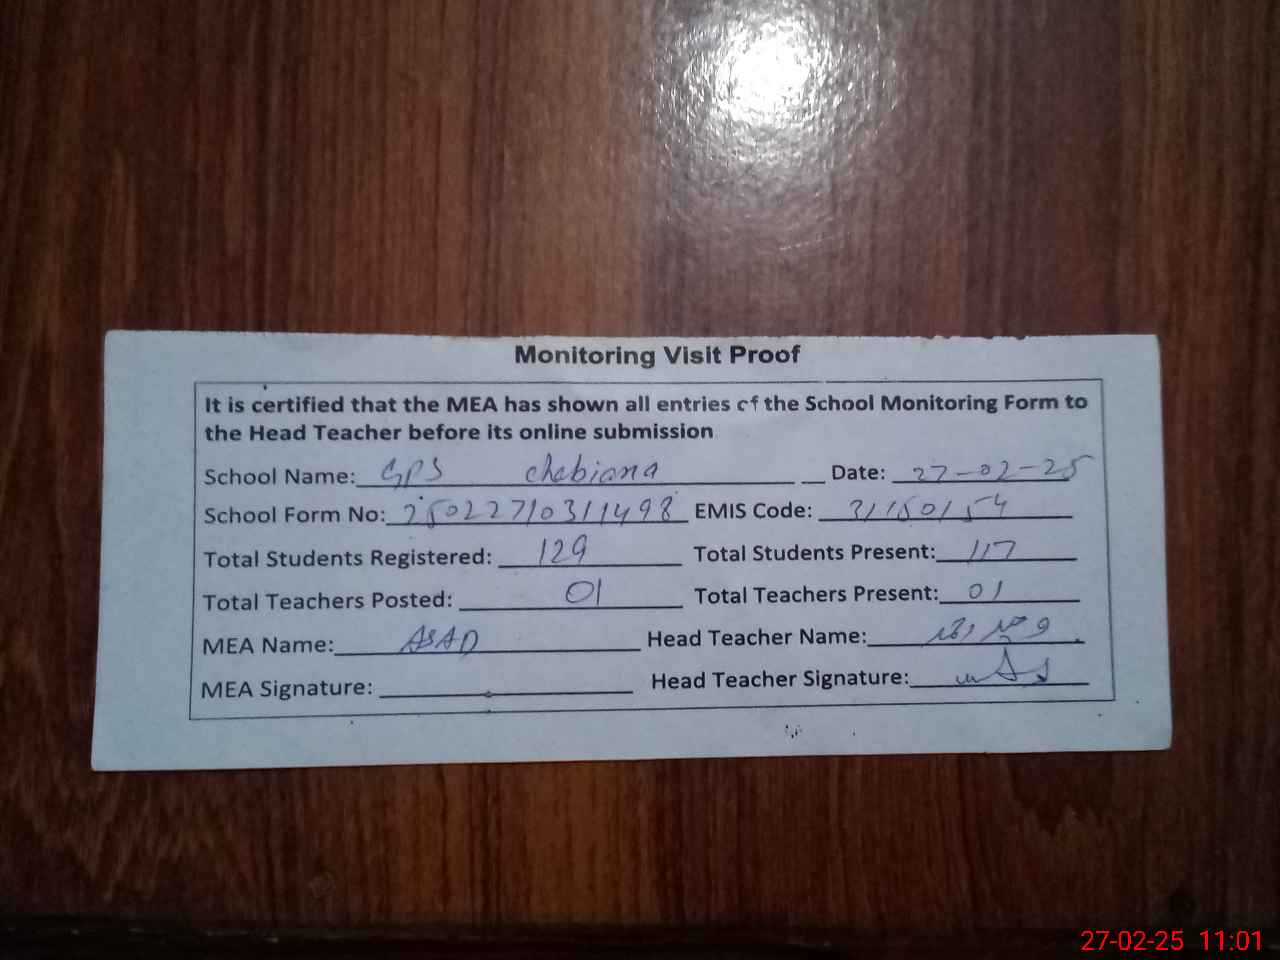 Monitoring Visit Proof
It is certified that the MEA has shown all entries of the School Monitoring Form to
the Head Teacher before its online submission
School Name: GPS chabiana Date: 27-02-25
School Form No: 25022710311498 EMIS Code: 31150154
Total Students Registered: 129 Total Students Present: 117
Total Teachers Posted: 01 Total Teachers Present: 01
MEA Name: ASAD Head Teacher Name:
MEA Signature: Head Teacher Signature:
27-02-25 11:01